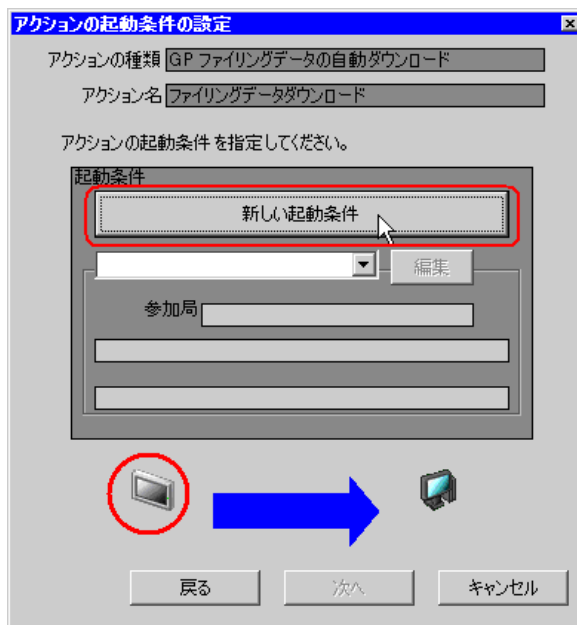 アクションの起動条件の設定
アクションの種類 GP ファイリングデータの自動ダウンロード
アクション名 ファイリングデータダウンロード
アクションの起動条件を指定してください。
起動条件
新しい起動条件
編集
参加局
戻る 次へ キャンセル